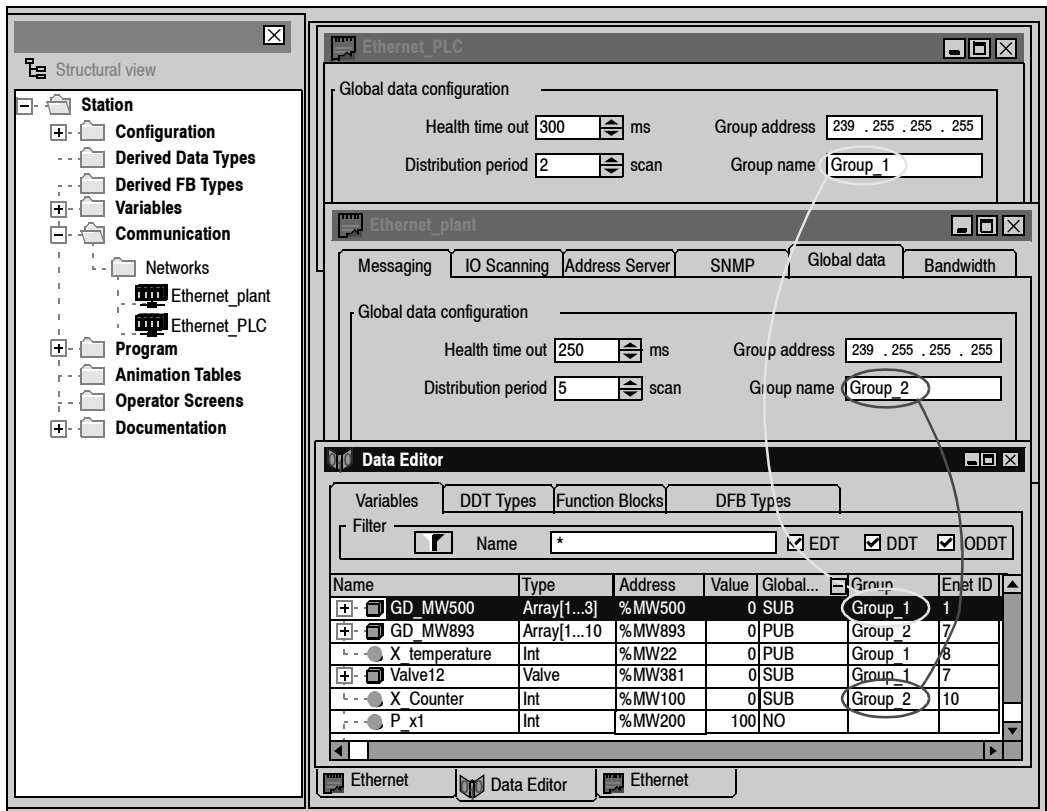 Structural view
Station
Configuration
Derived Data Types
Derived FB Types
Variables
Communication
Networks
Ethernet_plant
Ethernet_PLC
Program
Animation Tables
Operator Screens
Documentation
Ethernet_PLC
Global data configuration
Health time out 300 ms Group address 239 . 255 . 255 . 255
Distribution period 2 scan Group name Group_1
Ethernet_plant
Messaging IO Scanning Address Server SNMP Global data Bandwidth
Global data configuration
Health time out 250 ms Group address 239 . 255 . 255 . 255
Distribution period 5 scan Group name Group_2
Data Editor
Variables DDT Types Function Blocks DFB Types
Filter
Name * EDT DDT ODDT
Name Type Address Value Global... Group Enet ID
GD_MW500 Array[1...3] %MW500 0 SUB Group_1 1
GD_MW893 Array[1...10 %MW893 0 PUB Group_2 7
X_temperature Int %MW22 0 PUB Group_1 8
Valve12 Valve %MW381 0 SUB Group_1 7
X_Counter Int %MW100 0 SUB Group_2 10
P_x1 Int %MW200 100 NO
Ethernet Data Editor Ethernet